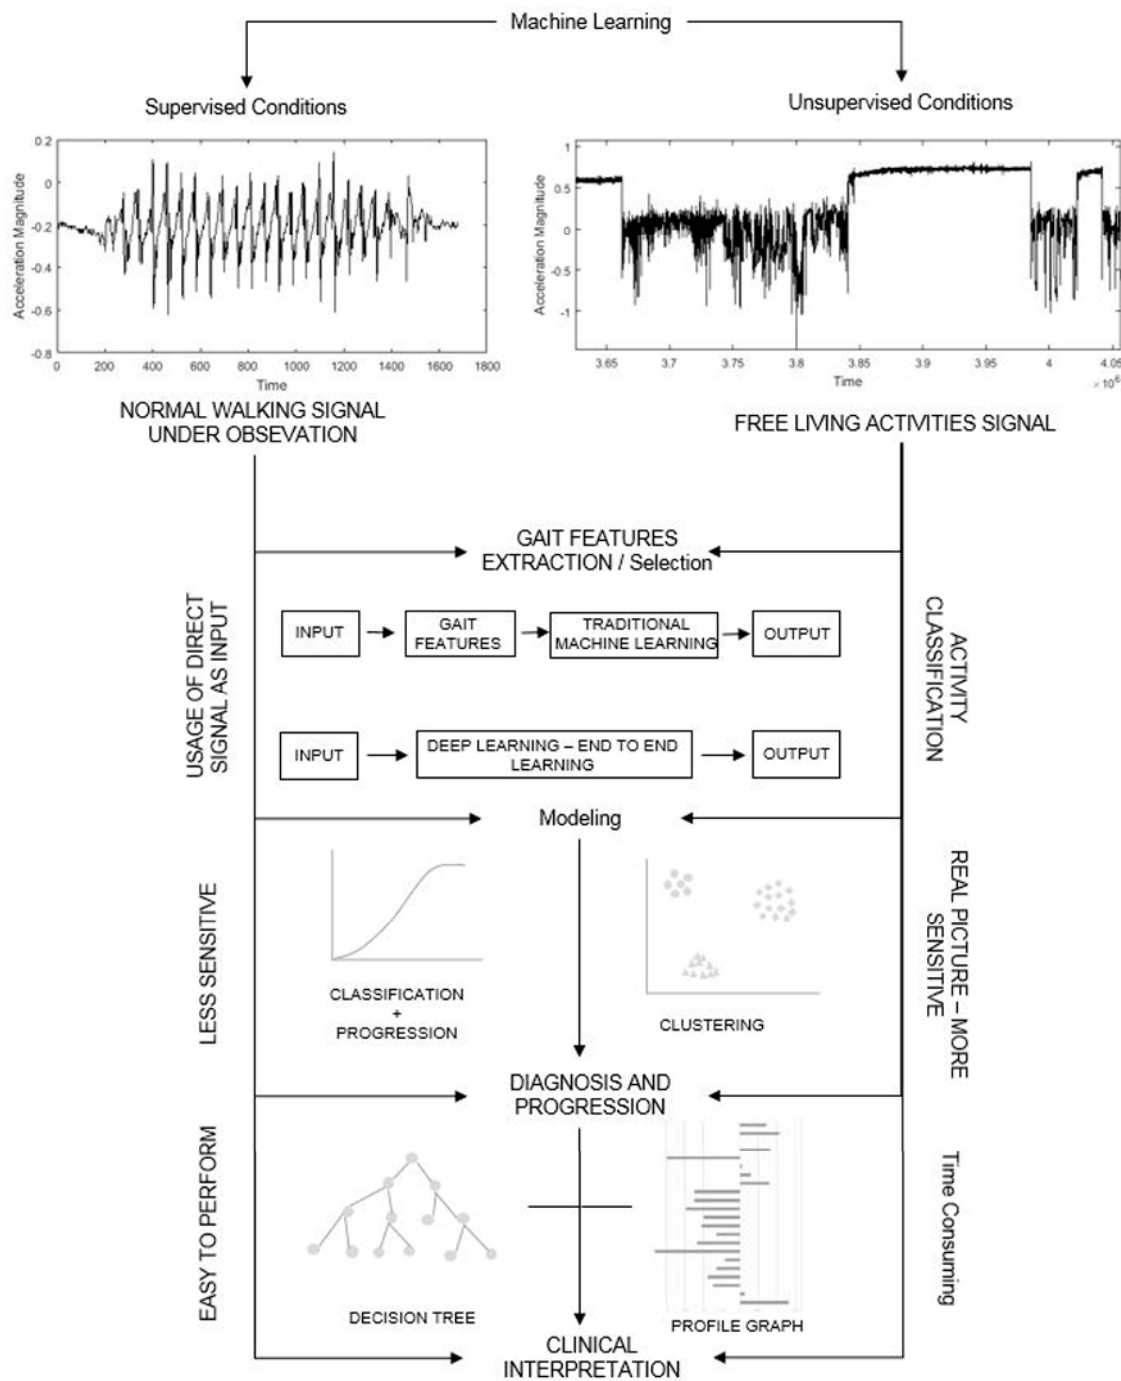 Machine Learning
Supervised Conditions
Unsupervised Conditions
0.2
0
-0.2
-0.4
-0.6
-0.8
Acceleration Magnitude
0
200
400
600
800
1000
1200
1400
1600
1800
Time
1
0.5
0
-0.5
-1
Acceleration Magnitude
3.65
3.7
3.75
3.8
3.85
3.9
3.95
4
4.05
Time
× 10⁶
NORMAL WALKING SIGNAL
UNDER OBSEVATION
FREE LIVING ACTIVITIES SIGNAL
GAIT FEATURES
EXTRACTION / Selection
USAGE OF DIRECT
SIGNAL AS INPUT
INPUT
GAIT
FEATURES
TRADITIONAL
MACHINE LEARNING
OUTPUT
ACTIVITY
CLASSIFICATION
INPUT
DEEP LEARNING – END TO END
LEARNING
OUTPUT
Modeling
LESS SENSITIVE
CLASSIFICATION
+
PROGRESSION
CLUSTERING
REAL PICTURE – MORE
SENSITIVE
DIAGNOSIS AND
PROGRESSION
EASY TO PERFORM
DECISION TREE
PROFILE GRAPH
Time Consuming
CLINICAL
INTERPRETATION